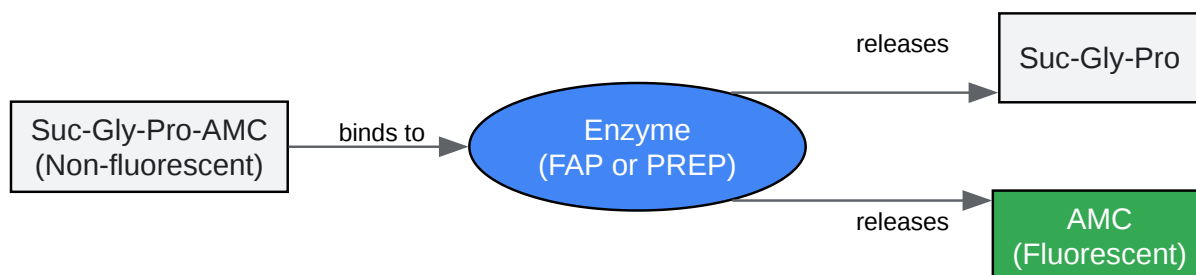 releases
Suc-Gly-Pro
Suc-Gly-Pro-AMC
(Non-fluorescent)
binds to
Enzyme
(FAP or PREP)
releases
AMC
(Fluorescent)